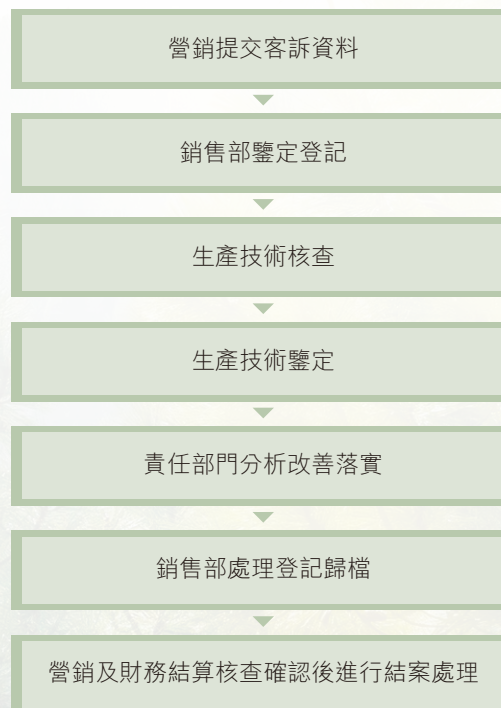 營銷提交客訴資料
銷售部鑒定登記
生產技術核查
生產技術鑒定
責任部門分析改善落實
銷售部處理登記歸檔
營銷及財務結算核查確認後進行結案處理